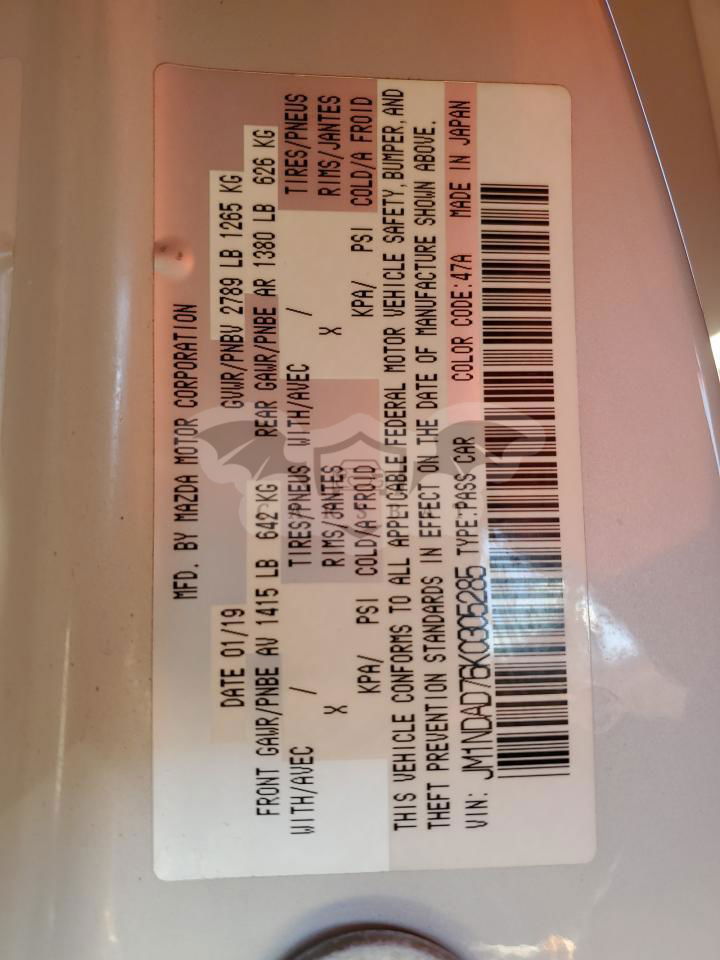 MFD. BY MAZDA MOTOR CORPORATION
DATE 01/19 GVWR/PNBV 2789 LB 1265 KG
FRONT GAWR/PNBE AV 1415 LB 642 KG REAR GAWR/PNBE AR 1380 LB 626 KG
WITH/AVEC / TIRES/PNEUS WITH/AVEC / TIRES/PNEUS
X RIMS/JANTES X RIMS/JANTES
KPA/ PSI COLD/A FROID KPA/ PSI COLD/A FROID
THIS VEHICLE CONFORMS TO ALL APPLICABLE FEDERAL MOTOR VEHICLE SAFETY, BUMPER, AND
THEFT PREVENTION STANDARDS IN EFFECT ON THE DATE OF MANUFACTURE SHOWN ABOVE.
VIN: JM1NDAD76K0305285 TYPE:PASS CAR COLOR CODE:47A MADE IN JAPAN